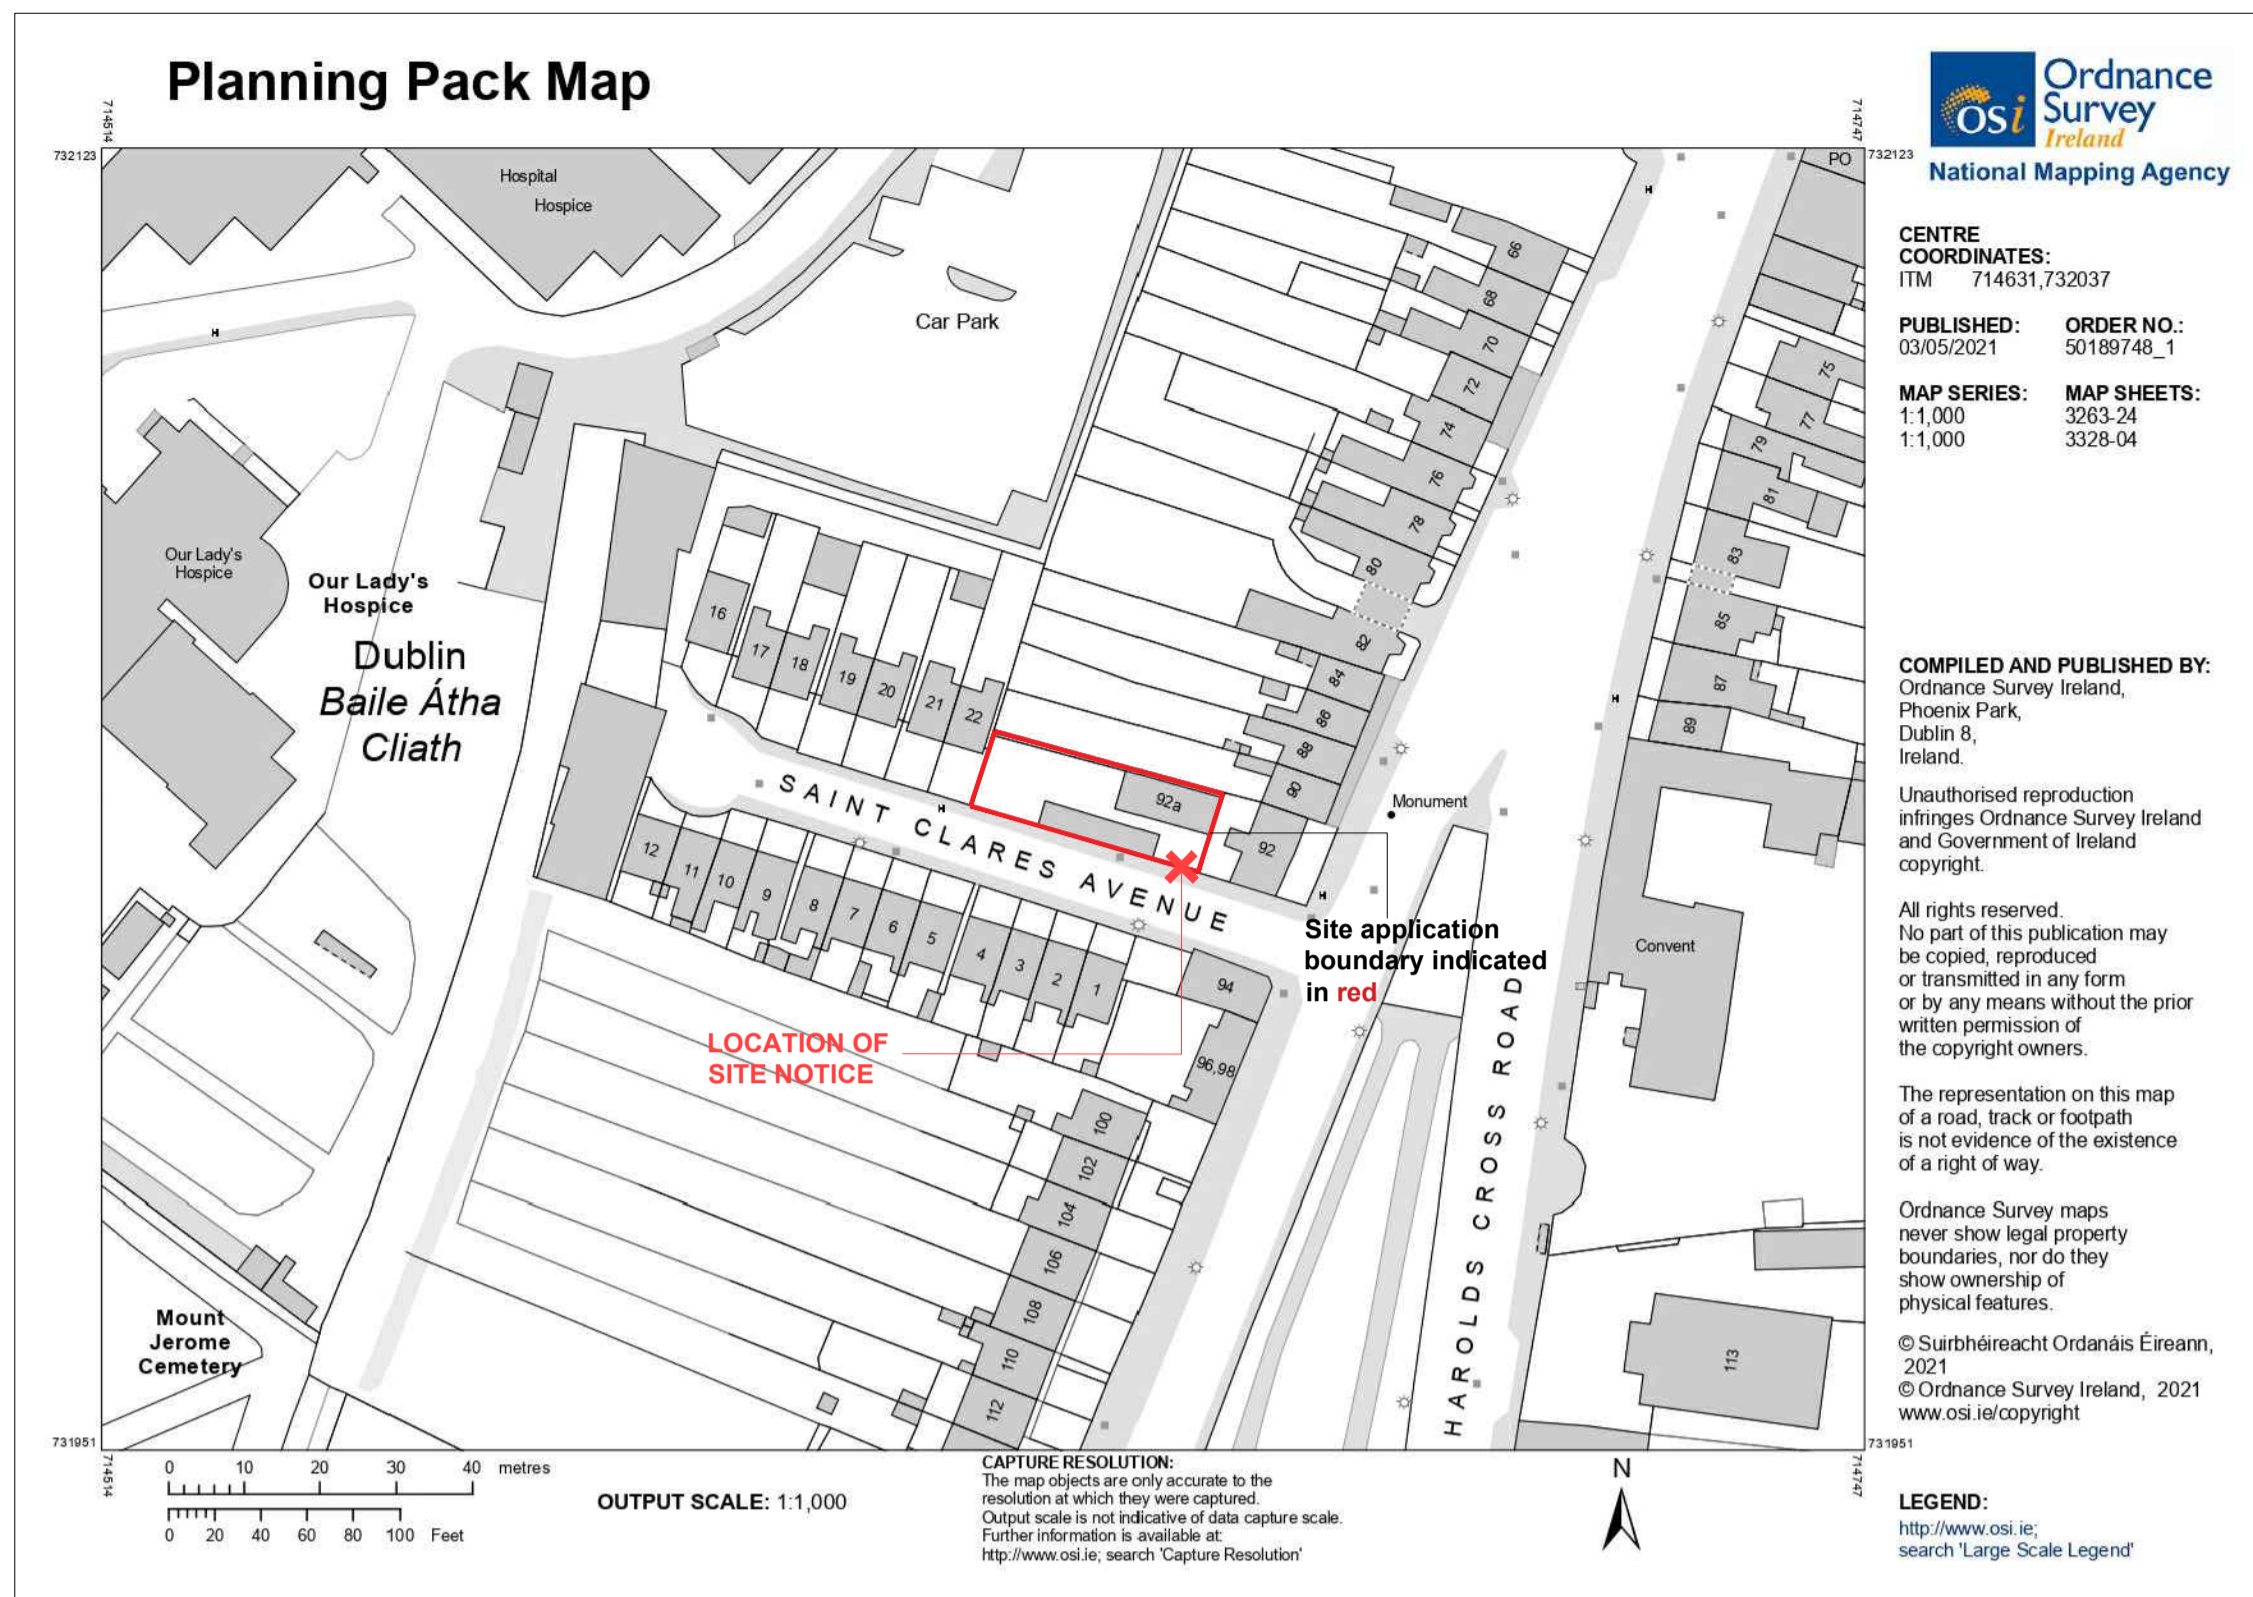 Planning Pack Map
714514
714747
732123
732123
Ordnance
Survey
Ireland
osi
National Mapping Agency
CENTRE
COORDINATES:
ITM 714631,732037
PUBLISHED: ORDER NO.:
03/05/2021 50189748_1
MAP SERIES: MAP SHEETS:
1:1,000 3263-24
1:1,000 3328-04
COMPILED AND PUBLISHED BY:
Ordnance Survey Ireland,
Phoenix Park,
Dublin 8,
Ireland.
Unauthorised reproduction
infringes Ordnance Survey Ireland
and Government of Ireland
copyright.
All rights reserved.
No part of this publication may
be copied, reproduced
or transmitted in any form
or by any means without the prior
written permission of
the copyright owners.
The representation on this map
of a road, track or footpath
is not evidence of the existence
of a right of way.
Ordnance Survey maps
never show legal property
boundaries, nor do they
show ownership of
physical features.
© Suirbhéireacht Ordanáis Éireann,
2021
© Ordnance Survey Ireland, 2021
www.osi.ie/copyright
LEGEND:
http://www.osi.ie;
search 'Large Scale Legend'
Hospital
Hospice
PO
Car Park
H
H
66
68
70
72
74
76
78
80
82
84
86
88
90
92
92a
75
77
79
81
83
85
87
89
H
Our Lady's
Hospice
Our Lady's
Hospice
Dublin
Baile Átha
Cliath
16
17
18
19
20
21
22
SAINT CLARES AVENUE
H
Monument
H
12
11
10
9
8
7
6
5
4
3
2
1
94
96,98
100
102
104
106
108
110
112
Site application
boundary indicated
in red
LOCATION OF
SITE NOTICE
Convent
HAROLDS CROSS ROAD
113
Mount
Jerome
Cemetery
731951
731951
714514
714747
0 10 20 30 40 metres
0 20 40 60 80 100 Feet
OUTPUT SCALE: 1:1,000
CAPTURE RESOLUTION:
The map objects are only accurate to the
resolution at which they were captured.
Output scale is not indicative of data capture scale.
Further information is available at:
http://www.osi.ie; search 'Capture Resolution'
N